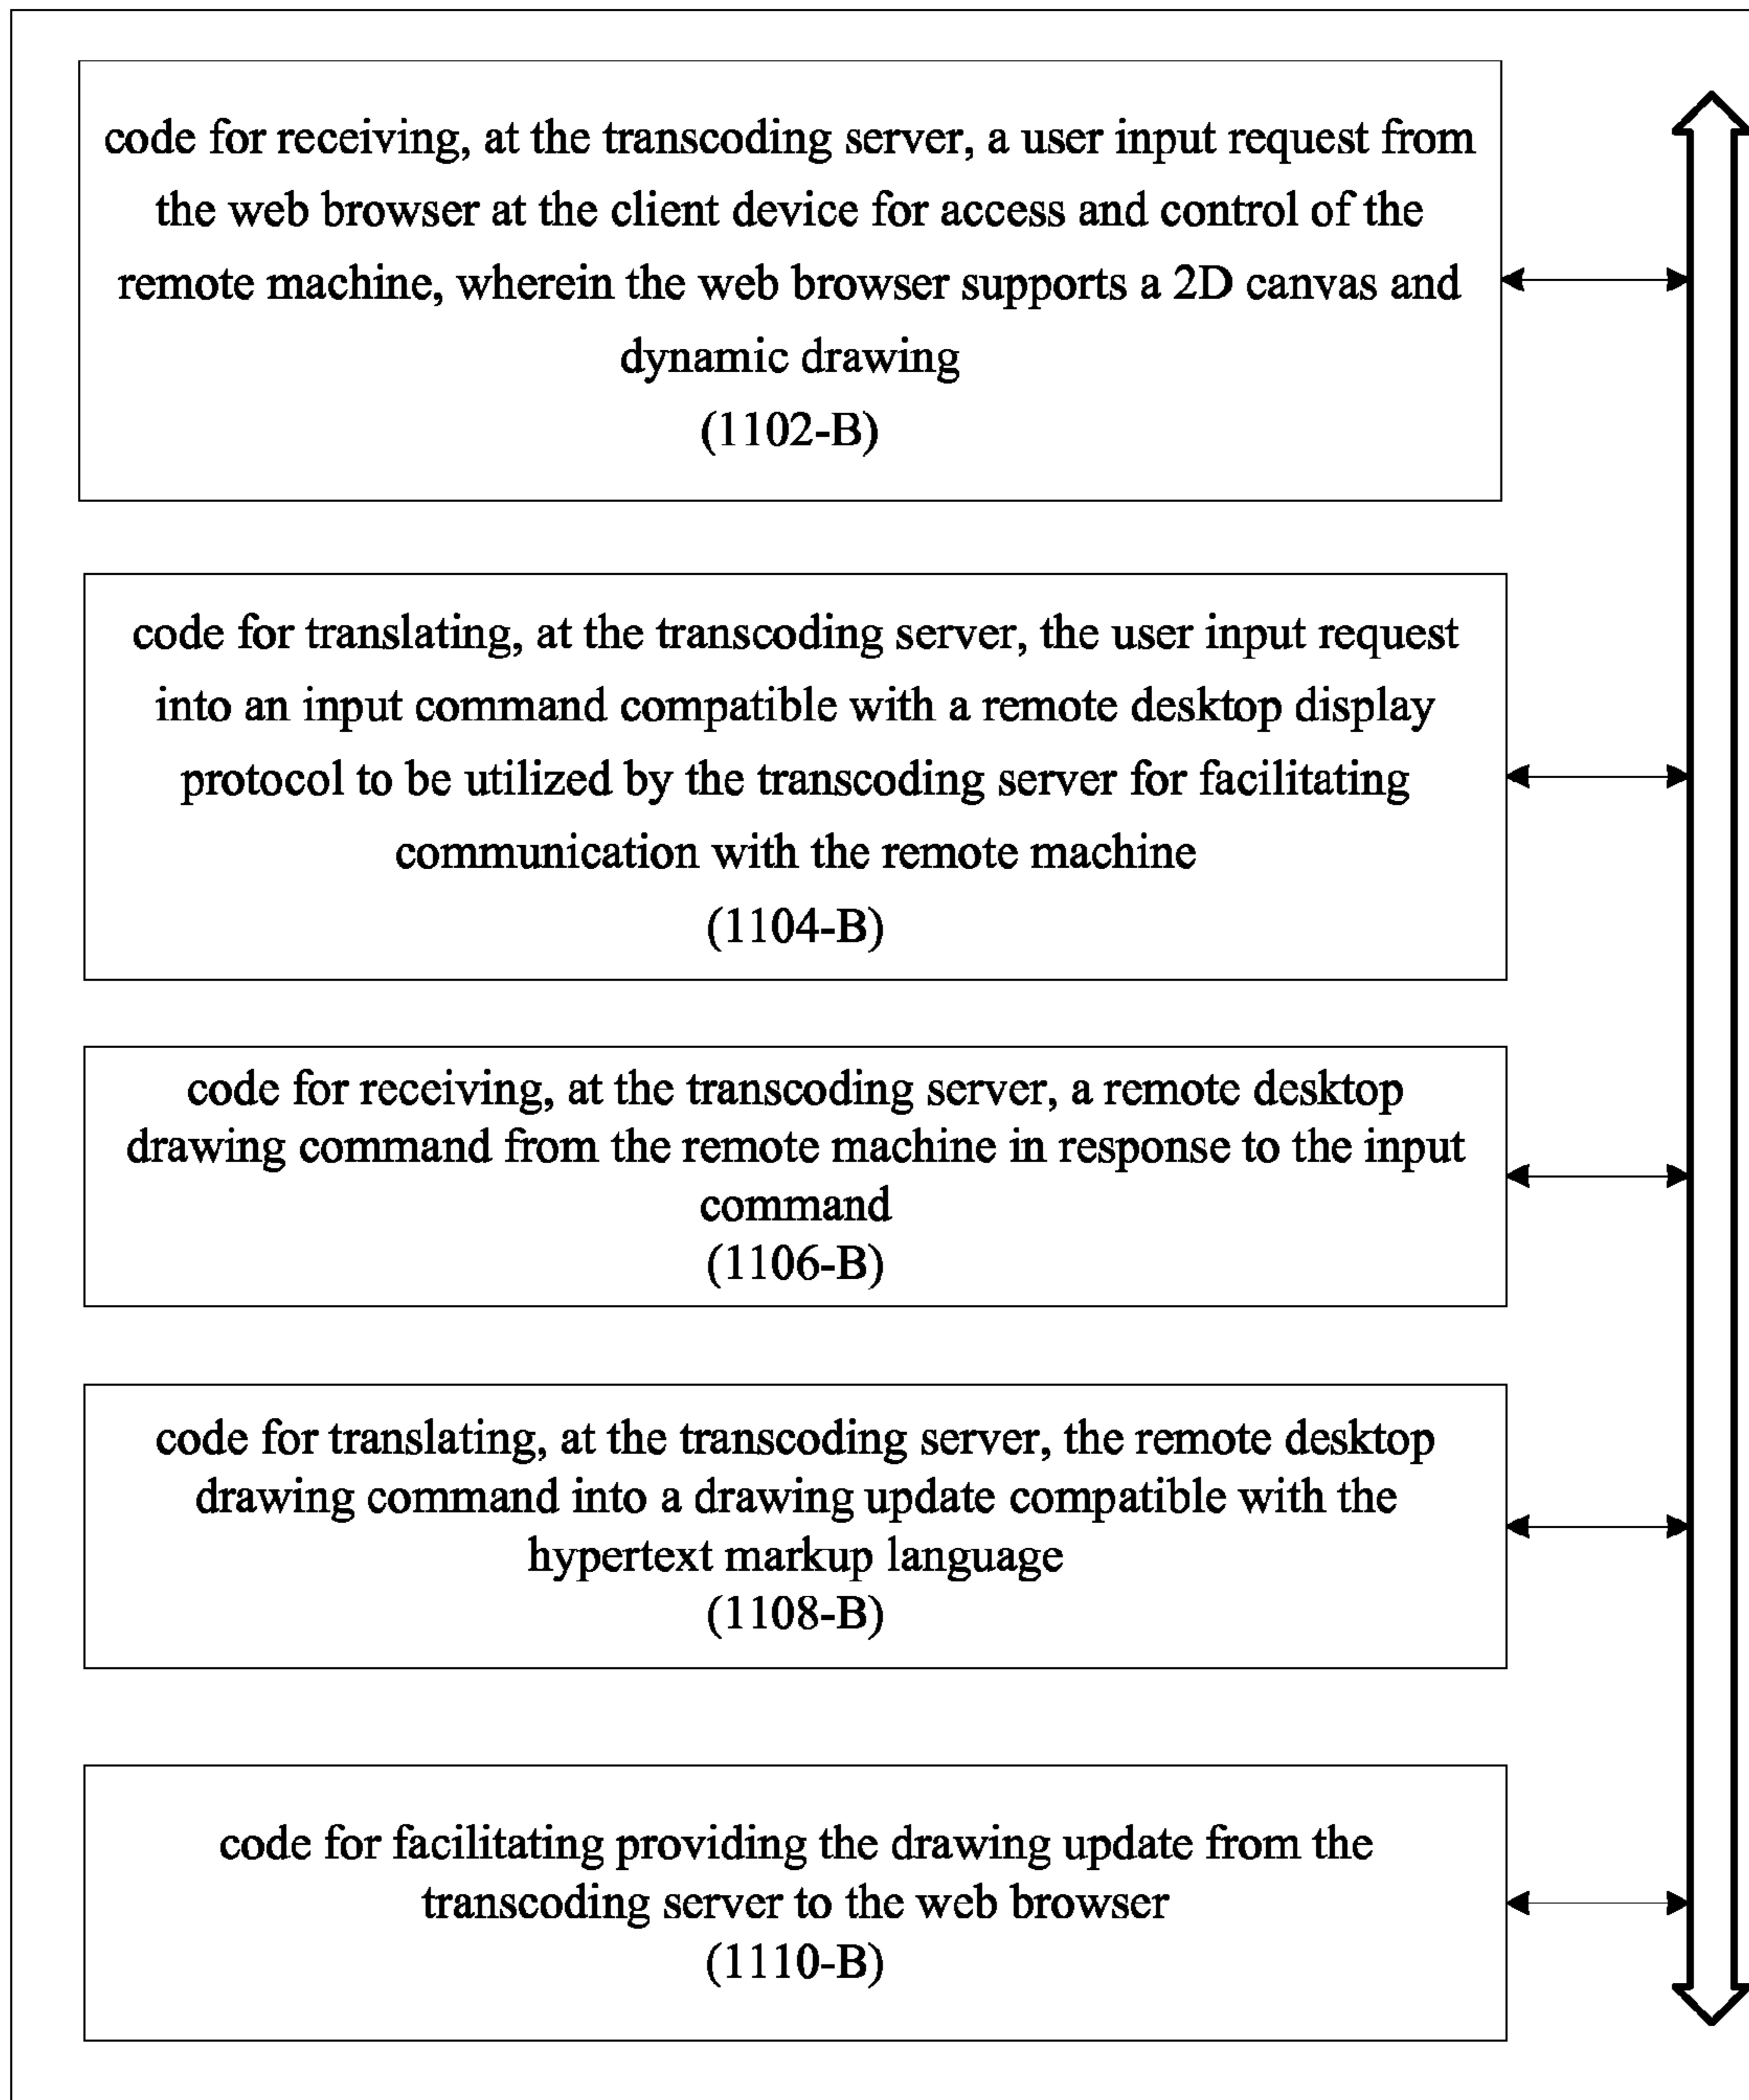 code for receiving, at the transcoding server, a user input request from
the web browser at the client device for access and control of the
remote machine, wherein the web browser supports a 2D canvas and
dynamic drawing
(1102-B)
code for translating, at the transcoding server, the user input request
into an input command compatible with a remote desktop display
protocol to be utilized by the transcoding server for facilitating
communication with the remote machine
(1104-B)
code for receiving, at the transcoding server, a remote desktop
drawing command from the remote machine in response to the input
command
(1106-B)
code for translating, at the transcoding server, the remote desktop
drawing command into a drawing update compatible with the
hypertext markup language
(1108-B)
code for facilitating providing the drawing update from the
transcoding server to the web browser
(1110-B)